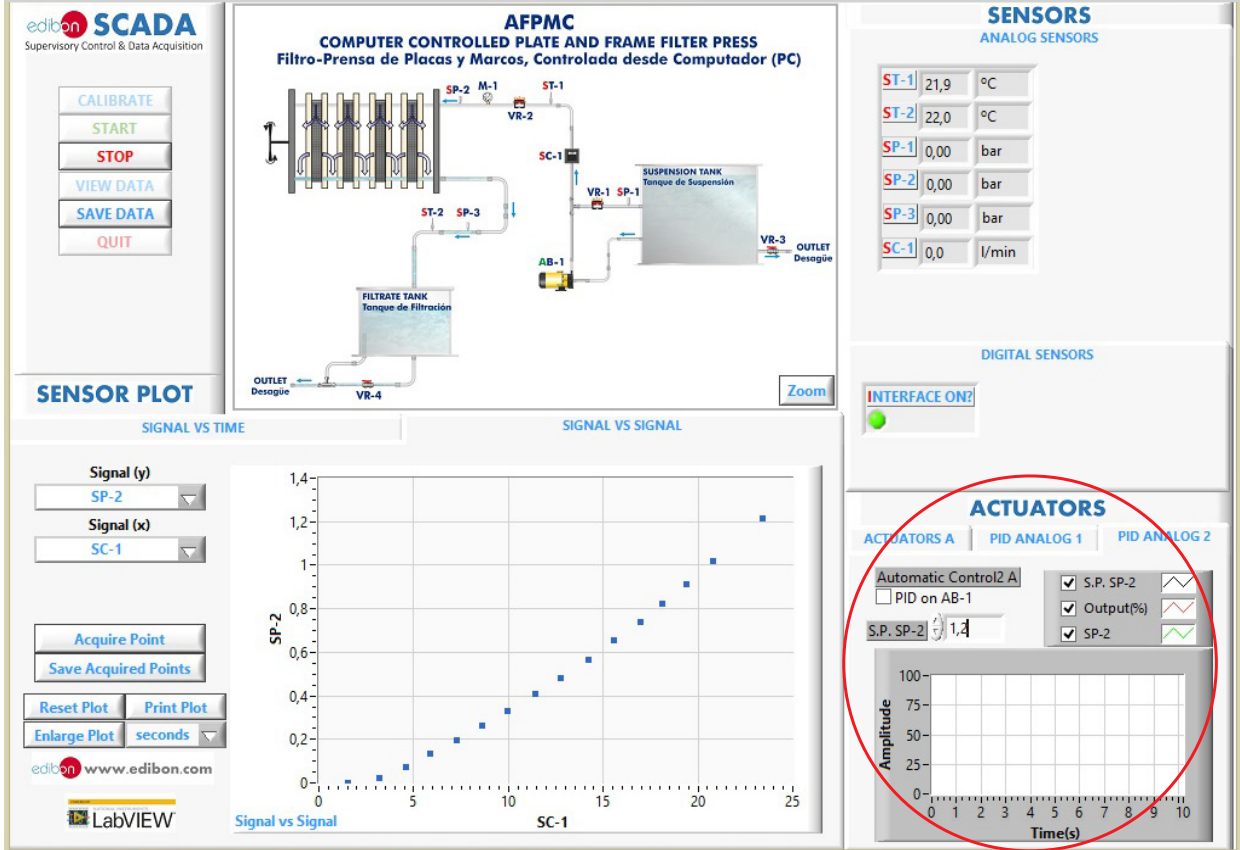 edibon SCADA
Supervisory Control & Data Acquisition
CALIBRATE
START
STOP
VIEW DATA
SAVE DATA
QUIT
AFPMC
COMPUTER CONTROLLED PLATE AND FRAME FILTER PRESS
Filtro-Prensa de Placas y Marcos, Controlada desde Computador (PC)
SP-2 M-1 ST-1
VR-2
SC-1
SUSPENSION TANK
Tanque de Suspensión
VR-1 SP-1
ST-2 SP-3
VR-3 OUTLET
Desagüe
AB-1
FILTRATE TANK
Tanque de Filtración
OUTLET
Desagüe
VR-4
Zoom
SENSORS
ANALOG SENSORS
ST-1 21,9 ºC
ST-2 22,0 ºC
SP-1 0,00 bar
SP-2 0,00 bar
SP-3 0,00 bar
SC-1 0,0 l/min
DIGITAL SENSORS
INTERFACE ON?
SENSOR PLOT
SIGNAL VS TIME
SIGNAL VS SIGNAL
Signal (y)
SP-2
Signal (x)
SC-1
Acquire Point
Save Acquired Points
Reset Plot Print Plot
Enlarge Plot seconds
edibon www.edibon.com
NATIONAL INSTRUMENTS
LabVIEW
1,4
1,2
1
0,8
0,6
0,4
0,2
0
SP-2
0 5 10 15 20 25
Signal vs Signal
SC-1
ACTUATORS
ACTUATORS A PID ANALOG 1 PID ANALOG 2
Automatic Control2 A
PID on AB-1
S.P. SP-2 1,2
S.P. SP-2
Output(%)
SP-2
100
75
50
25
0
Amplitude
0 1 2 3 4 5 6 7 8 9 10
Time(s)